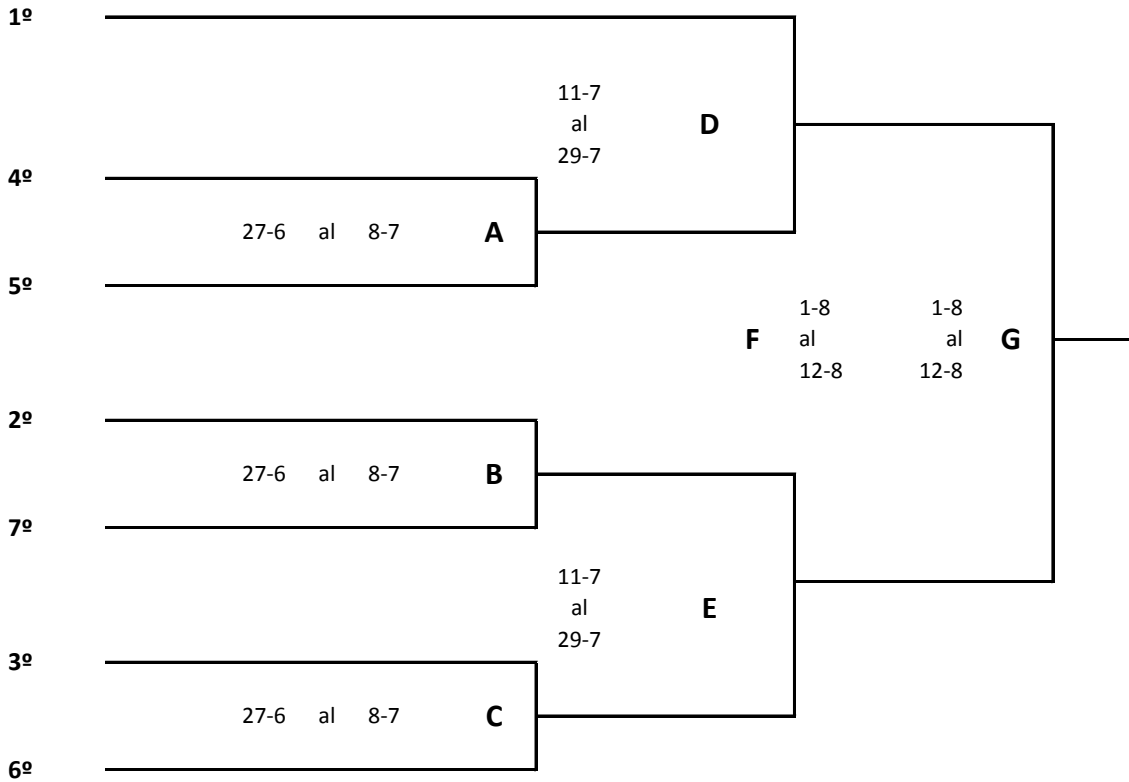 1º
11-7
al D
29-7
4º
27-6 al 8-7 A
5º
1-8 1-8
F al al G
12-8 12-8
2º
27-6 al 8-7 B
7º
11-7
al E
29-7
3º
27-6 al 8-7 C
6º